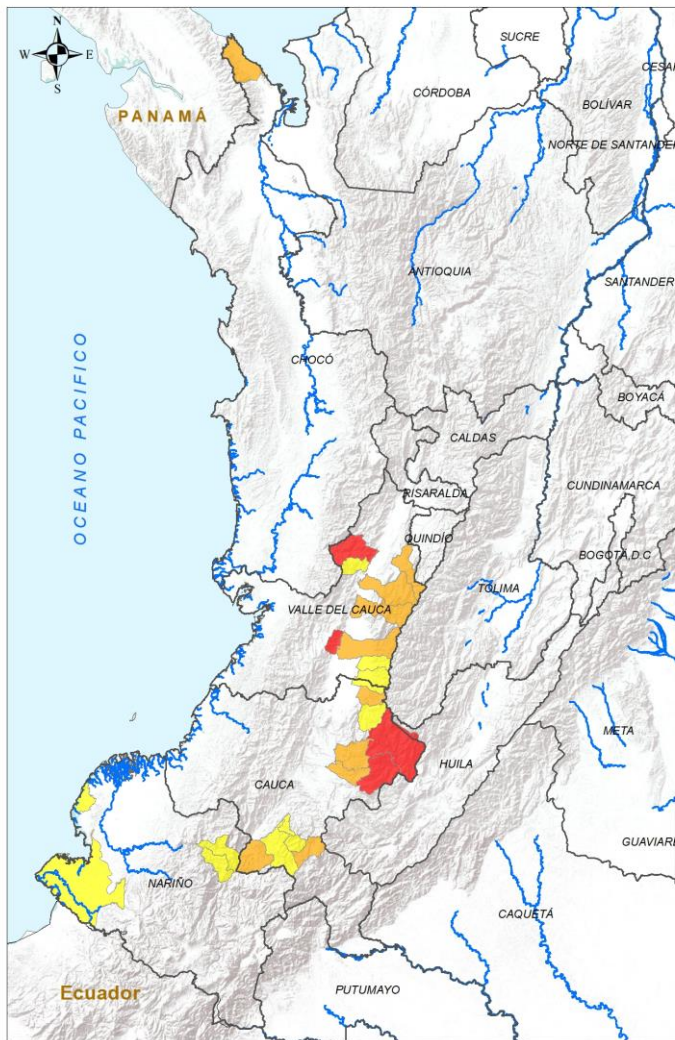 N
W E
S
SUCRE
CESAR
CÓRDOBA
BOLÍVAR
PANAMÁ
NORTE DE SANTANDER
ANTIOQUIA
SANTANDER
OCEANO PACIFICO
CHOCÓ
BOYACÁ
CALDAS
CUNDINAMARCA
RISARALDA
QUINDÍO
BOGOTÁ, D.C
TOLIMA
VALLE DEL CAUCA
META
HUILA
CAUCA
GUAVIARE
NARIÑO
CAQUETÁ
PUTUMAYO
Ecuador